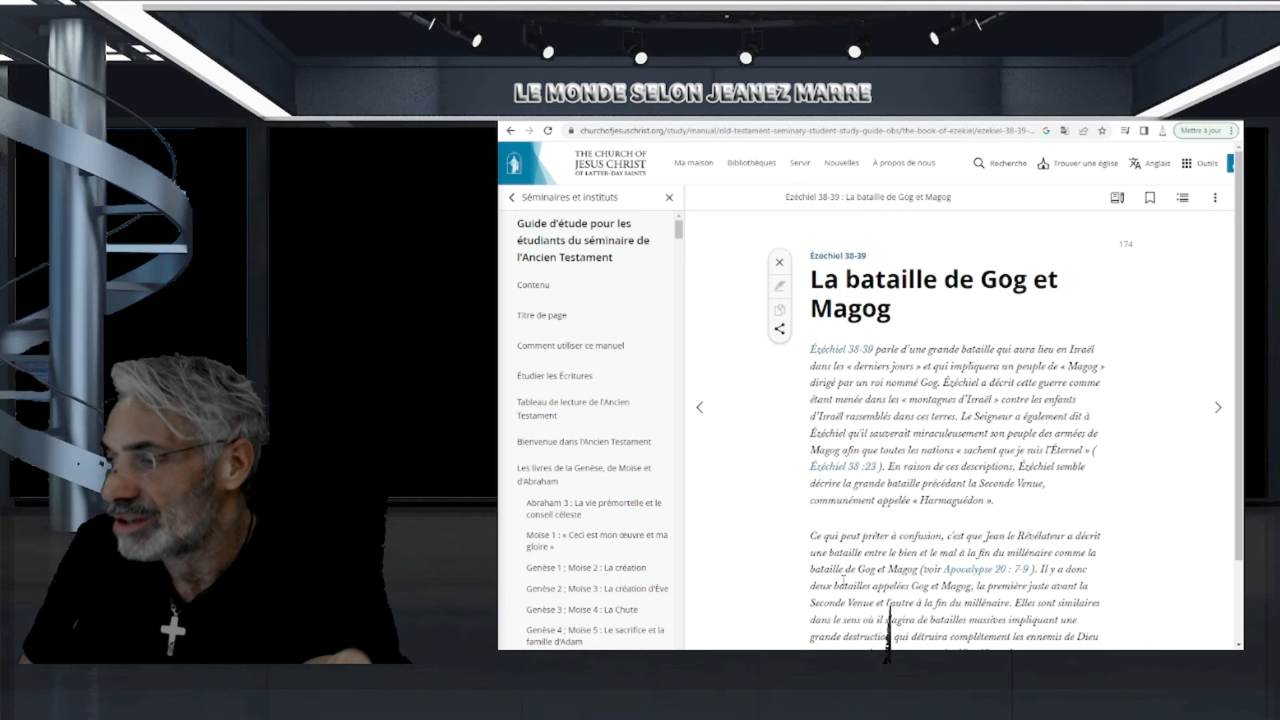 LE MONDE SELON JEANEZ MARRE
churchofjesuschrist.org/study/manual/old-testament-seminary-student-study-guide-obs/the-book-of-ezekiel/ezekiel-38-39-...
Mettre à jour
THE CHURCH OF
JESUS CHRIST
OF LATTER-DAY SAINTS
Ma maison
Bibliothèques
Servir
Nouvelles
À propos de nous
Recherche
Trouver une église
Anglais
Outils
Séminaires et instituts
Ézéchiel 38-39 : La bataille de Gog et Magog
Guide d'étude pour les
étudiants du séminaire de
l'Ancien Testament
Contenu
Titre de page
Comment utiliser ce manuel
Étudier les Écritures
Tableau de lecture de l'Ancien
Testament
Bienvenue dans l'Ancien Testament
Les livres de la Genèse, de Moïse et
d'Abraham
Abraham 3 : La vie prémortelle et le
conseil céleste
Moïse 1 : « Ceci est mon œuvre et ma
gloire »
Genèse 1 ; Moïse 2 : La création
Genèse 2 ; Moïse 3 : La création d'Ève
Genèse 3 ; Moïse 4 : La Chute
Genèse 4 ; Moïse 5 : Le sacrifice et la
famille d'Adam
174
Ézéchiel 38-39
La bataille de Gog et
Magog
Ézéchiel 38-39 parle d'une grande bataille qui aura lieu en Israël
dans les « derniers jours » et qui impliquera un peuple de « Magog »
dirigé par un roi nommé Gog. Ézéchiel a décrit cette guerre comme
étant menée dans les « montagnes d'Israël » contre les enfants
d'Israël rassemblés dans ces terres. Le Seigneur a également dit à
Ézéchiel qu'il sauverait miraculeusement son peuple des armées de
Magog afin que toutes les nations « sachent que je suis l'Éternel » (
Ézéchiel 38 :23 ). En raison de ces descriptions, Ézéchiel semble
décrire la grande bataille précédant la Seconde Venue,
communément appelée « Harmaguédon ».
Ce qui peut prêter à confusion, c'est que Jean le Révélateur a décrit
une bataille entre le bien et le mal à la fin du millénaire comme la
bataille de Gog et Magog (voir Apocalypse 20 : 7-9 ). Il y a donc
deux batailles appelées Gog et Magog, la première juste avant la
Seconde Venue et l'autre à la fin du millénaire. Elles sont similaires
dans le sens où il s'agira de batailles massives impliquant une
grande destruction qui détruira complètement les ennemis de Dieu